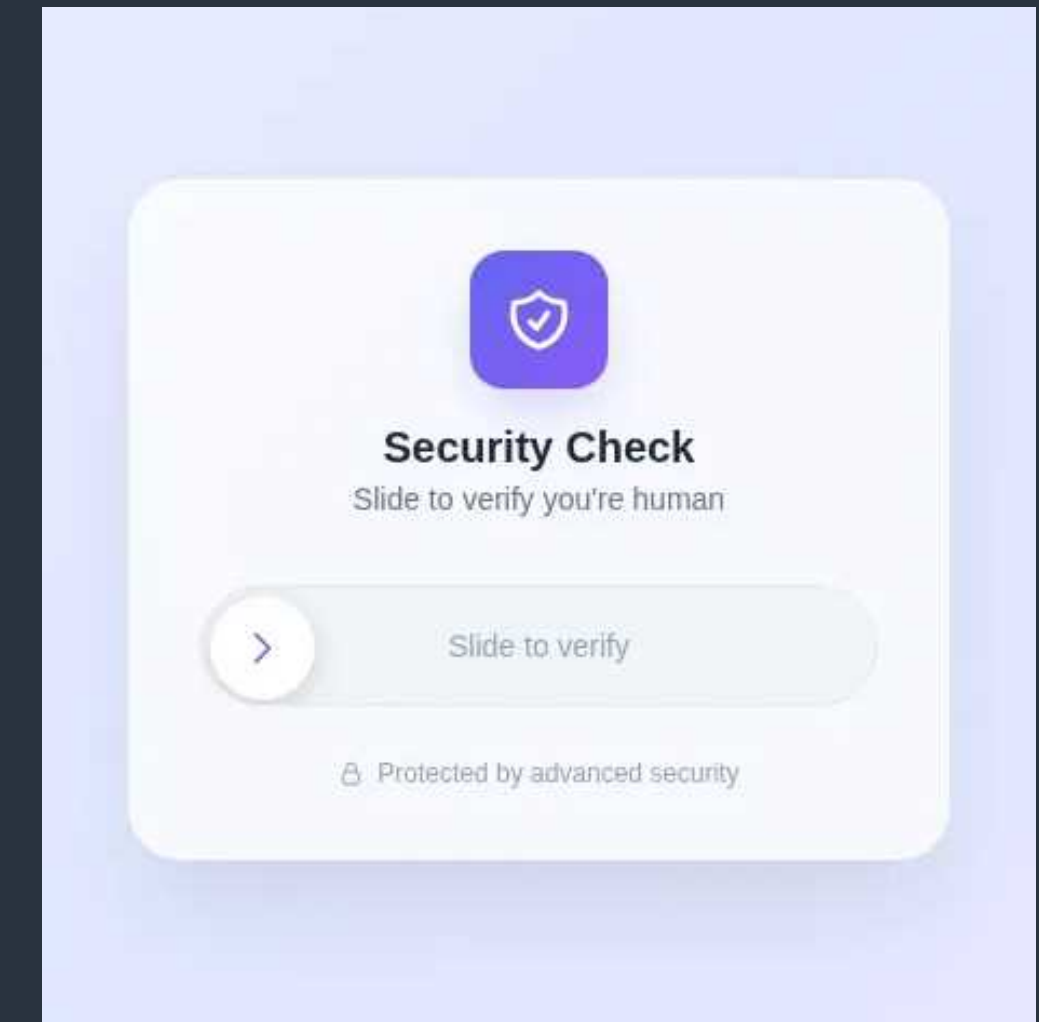 Security Check
Slide to verify you're human
Slide to verify
Protected by advanced security